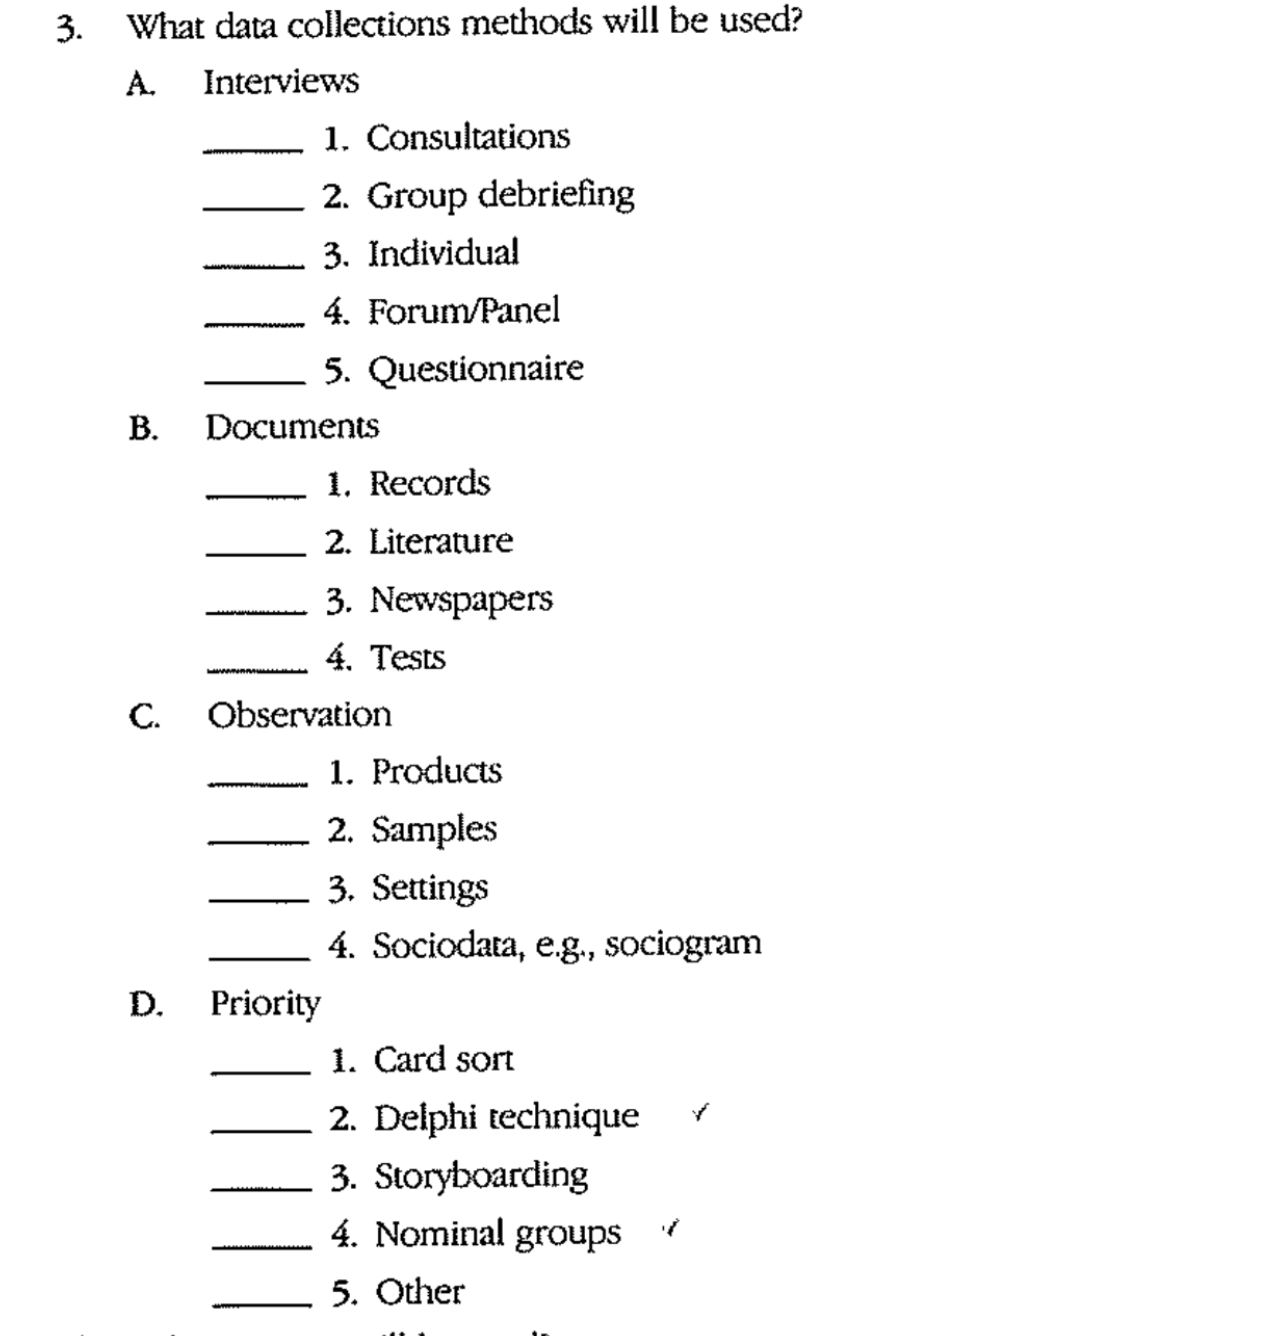 3. What data collections methods will be used?
A. Interviews
______ 1. Consultations
______ 2. Group debriefing
______ 3. Individual
______ 4. Forum/Panel
______ 5. Questionnaire
B. Documents
______ 1. Records
______ 2. Literature
______ 3. Newspapers
______ 4. Tests
C. Observation
______ 1. Products
______ 2. Samples
______ 3. Settings
______ 4. Sociodata, e.g., sociogram
D. Priority
______ 1. Card sort
______ 2. Delphi technique ✓
______ 3. Storyboarding
______ 4. Nominal groups ✓
______ 5. Other